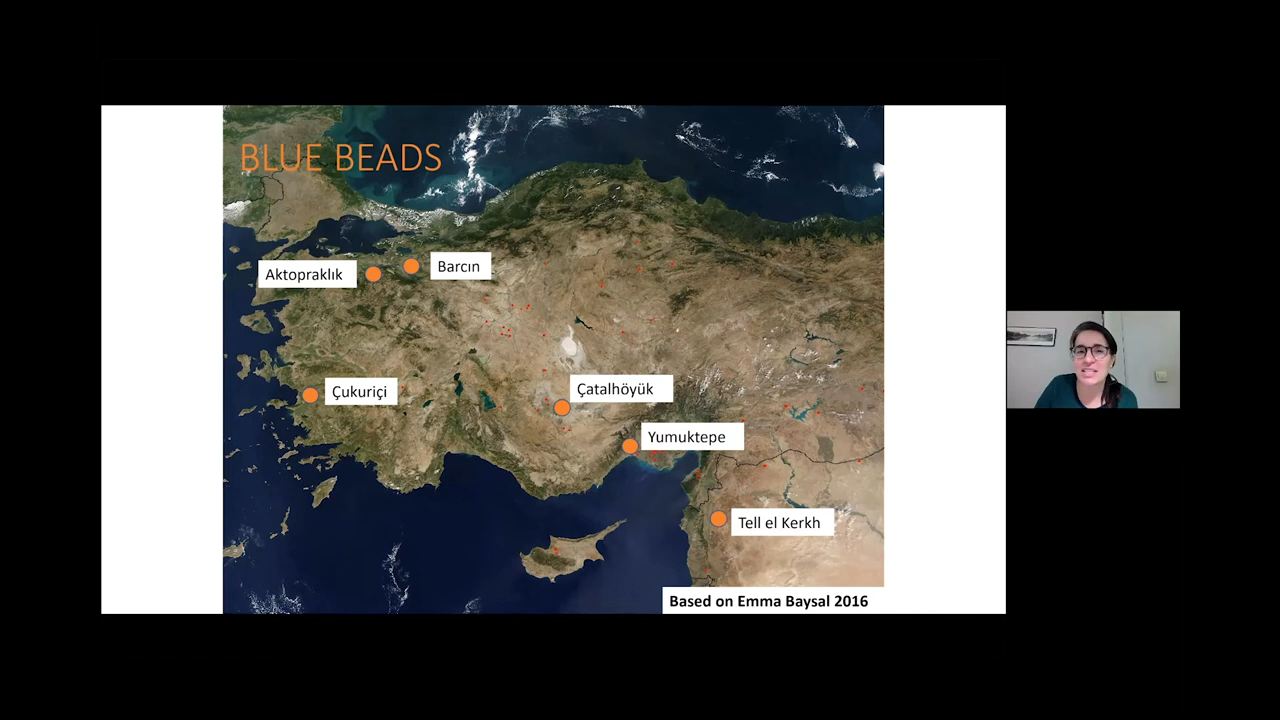 BLUE BEADS
Barcın
Aktopraklık
Çukuriçi
Çatalhöyük
Yumuktepe
Tell el Kerkh
Based on Emma Baysal 2016